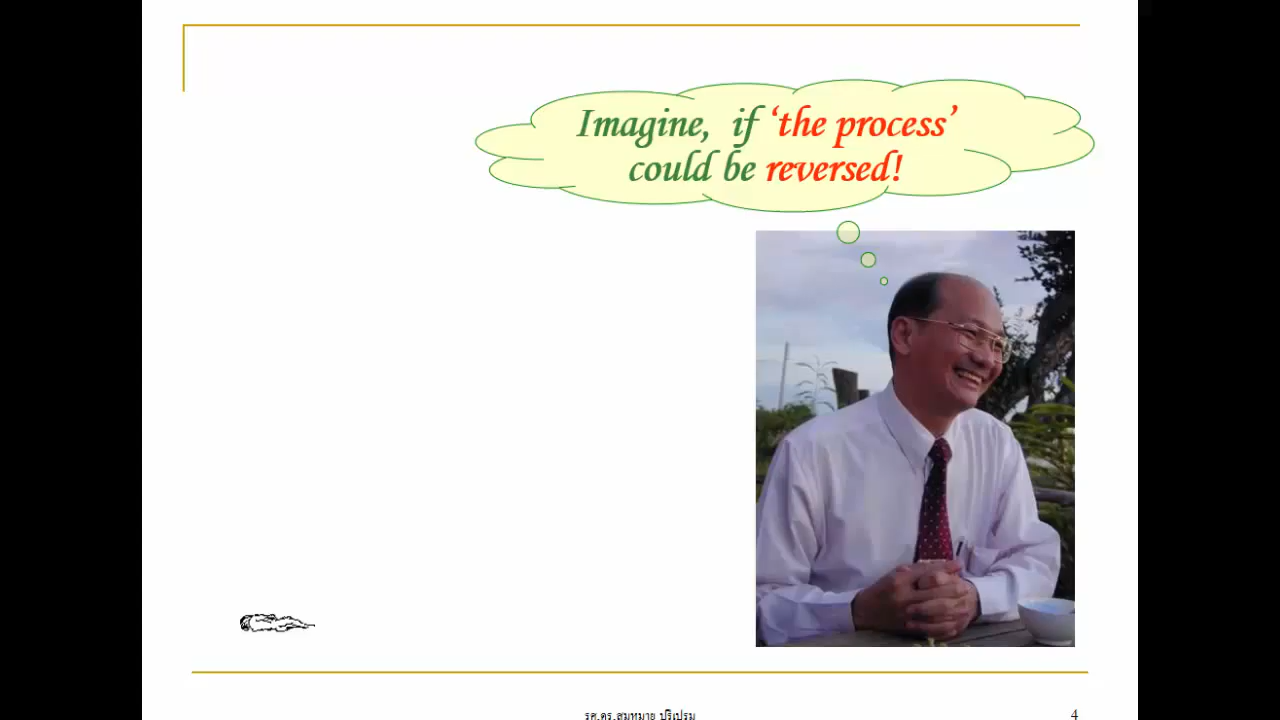 Imagine, if ‘the process’
could be reversed!
รศ.ดร.สมหมาย ปรีเปรม
4